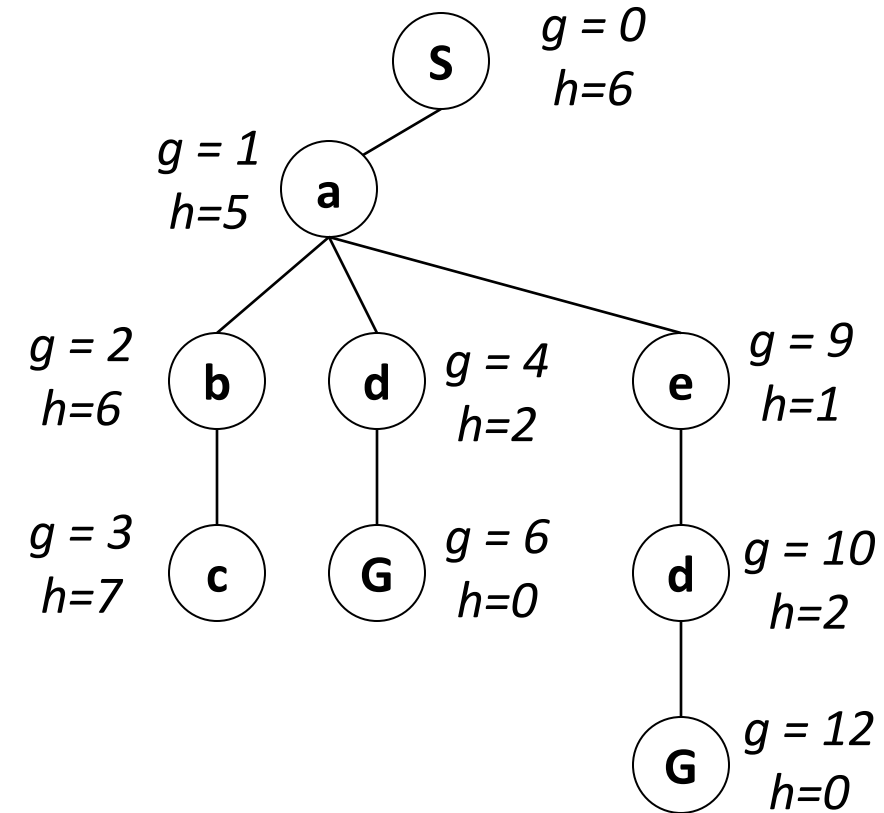 S
g = 0
h=6
g = 1
h=5
a
g = 2
h=6
b
d
g = 4
h=2
e
g = 9
h=1
g = 3
h=7
c
G
g = 6
h=0
d
g = 10
h=2
G
g = 12
h=0